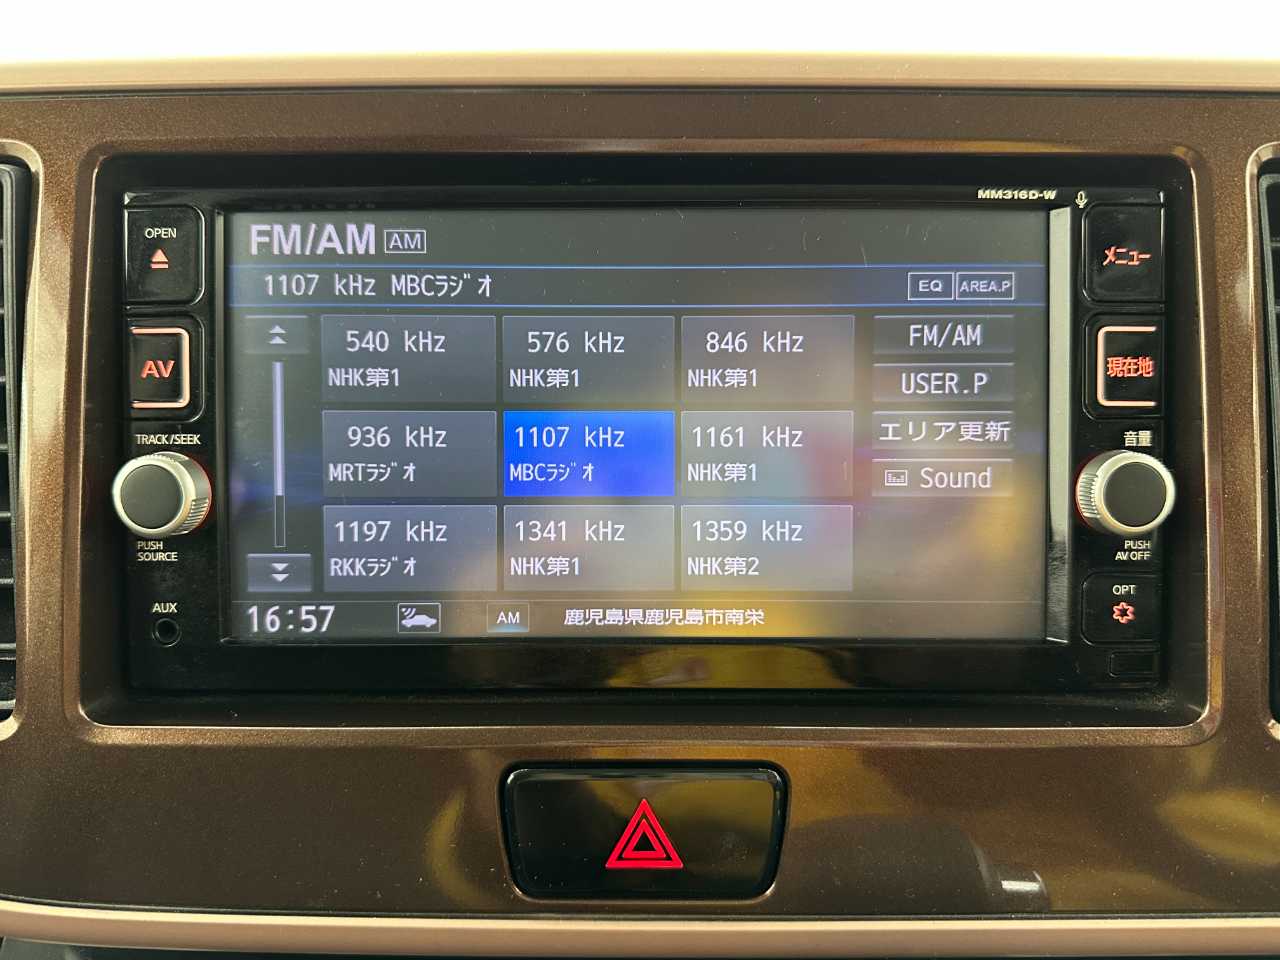 MM316D-W
OPEN
FM/AM AM
メニュー
1107 kHz MBCラジオ EQ AREA.P
540 kHz 576 kHz 846 kHz FM/AM
NHK第1 NHK第1 NHK第1
AV
現在地
USER.P
936 kHz 1107 kHz 1161 kHz エリア更新
MRTラジオ MBCラジオ NHK第1 Sound
TRACK/SEEK
音量
1197 kHz 1341 kHz 1359 kHz
RKKラジオ NHK第1 NHK第2
PUSH
SOURCE
PUSH
AV OFF
OPT
AUX
16:57 AM 鹿児島県鹿児島市南栄